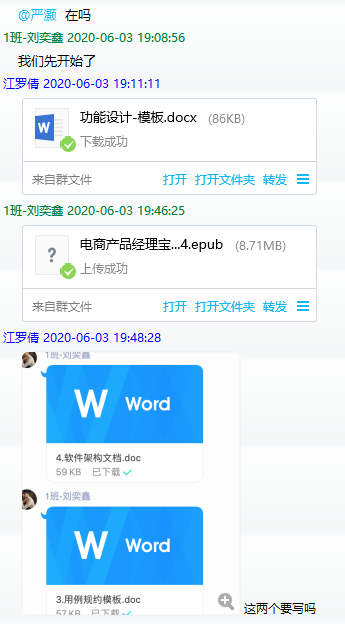 @严灏 在吗
1班-刘奕鑫 2020-06-03 19:08:56
我们先开始了
江罗倩 2020-06-03 19:11:11
功能设计-模板.docx (86KB)
下载成功
来自群文件 打开 打开文件夹 转发
1班-刘奕鑫 2020-06-03 19:46:25
电商产品经理宝...4.epub (8.71MB)
上传成功
来自群文件 打开 打开文件夹 转发
江罗倩 2020-06-03 19:48:28
1班-刘奕鑫
W Word
4.软件架构文档.doc
59 KB 已下载
1班-刘奕鑫
W Word
3.用例规约模板.doc
57 KB 已下载
这两个要写吗